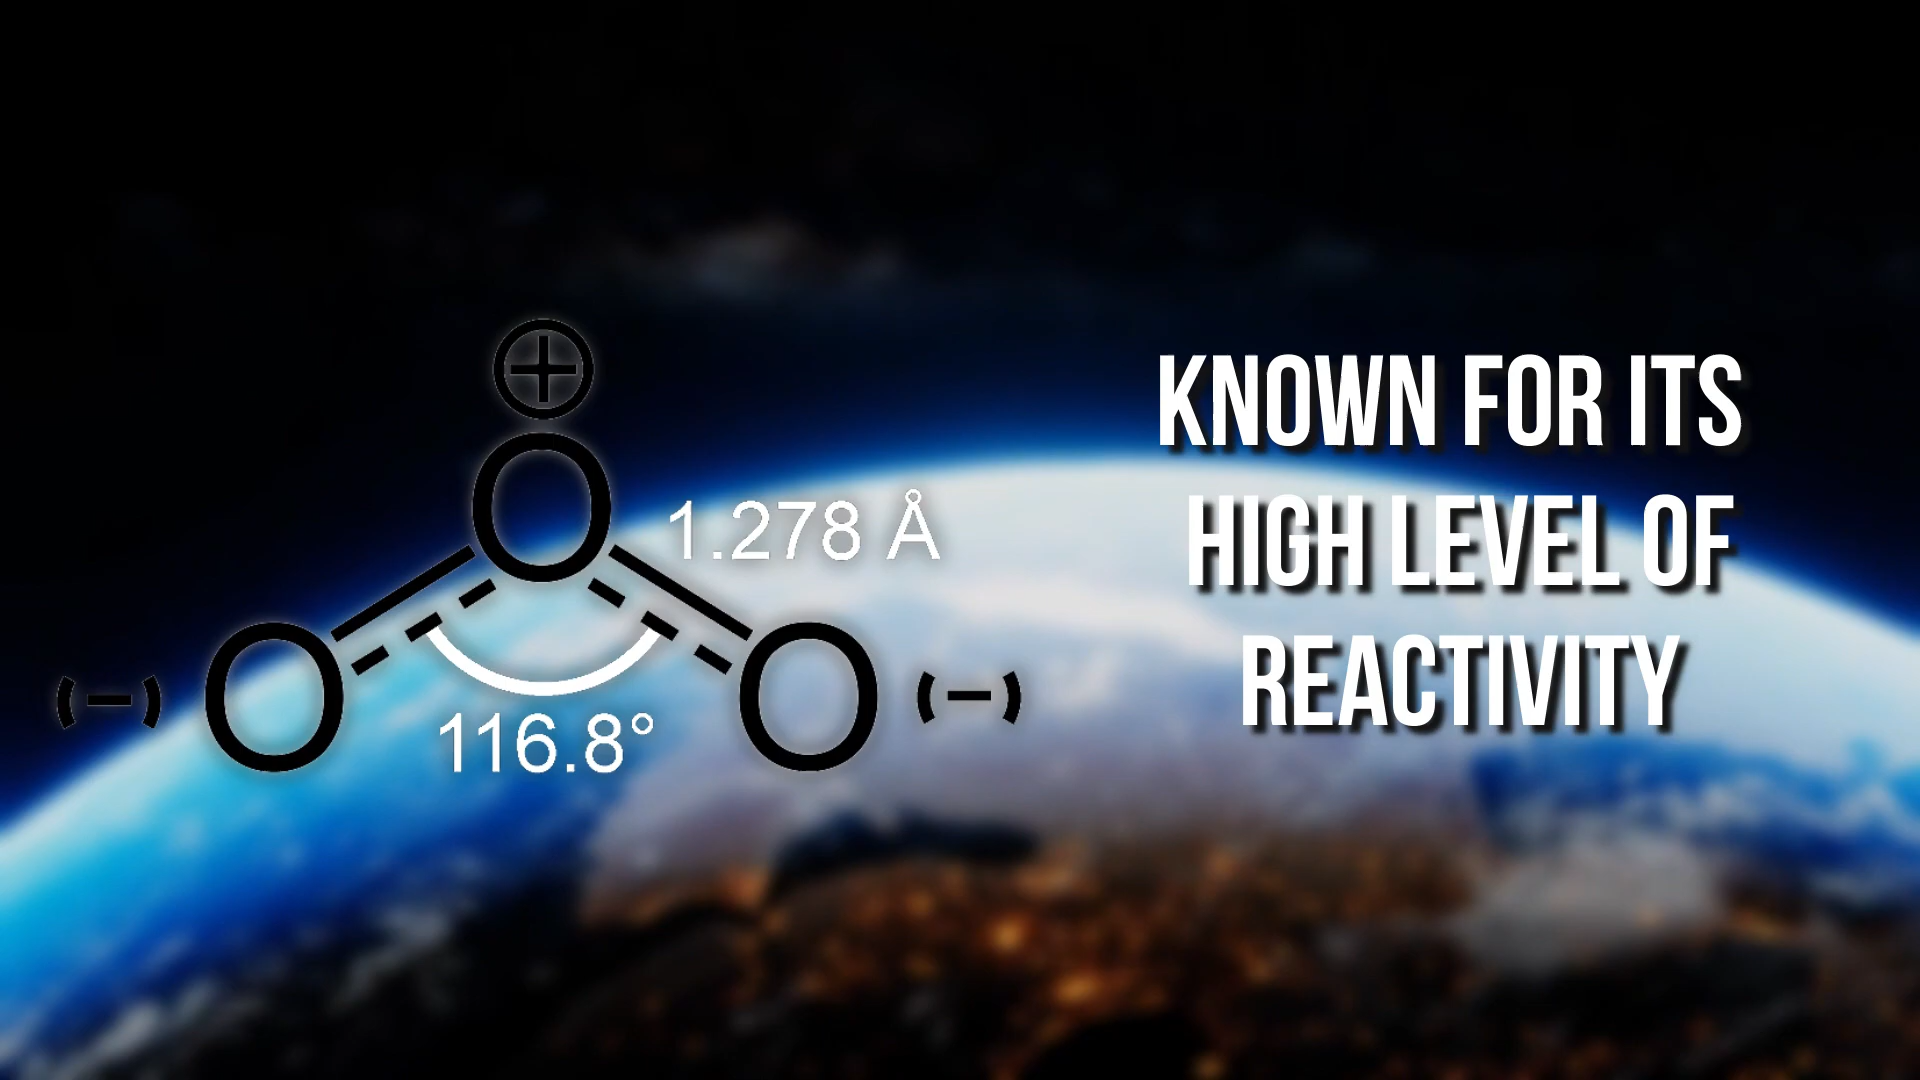 ⊕
O
1.278 Å
(−) O O (−)
116.8°
KNOWN FOR ITS
HIGH LEVEL OF
REACTIVITY